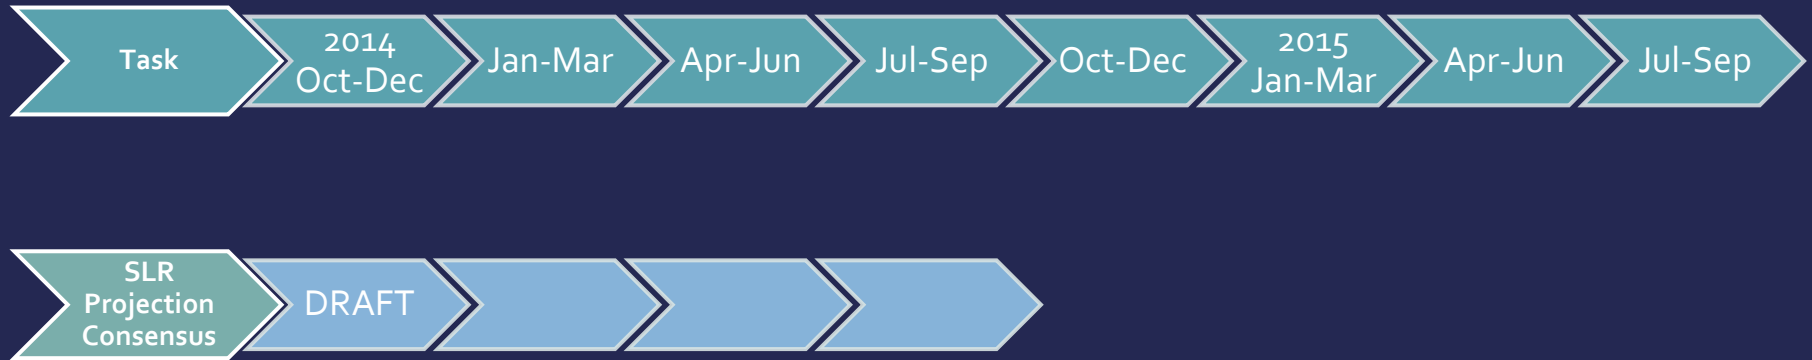 Task
2014
Oct-Dec
Jan-Mar
Apr-Jun
Jul-Sep
Oct-Dec
2015
Jan-Mar
Apr-Jun
Jul-Sep
SLR
Projection
Consensus
DRAFT